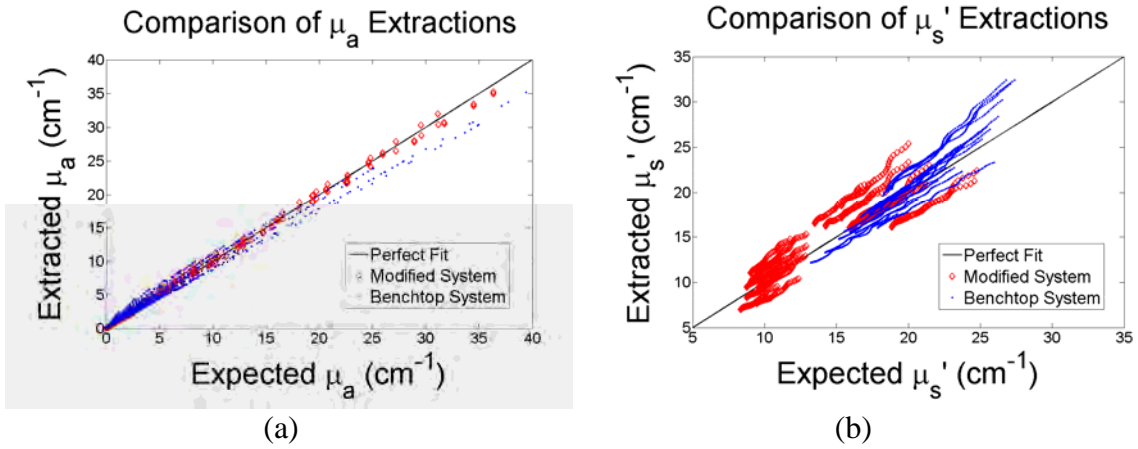 Comparison of μa Extractions
Extracted μa (cm-1)
40
35
30
25
20
15
10
5
0
Perfect Fit
Modified System
Benchtop System
0 5 10 15 20 25 30 35 40
Expected μa (cm-1)
(a)
Comparison of μs' Extractions
Extracted μs' (cm-1)
35
30
25
20
15
10
5
Perfect Fit
Modified System
Benchtop System
5 10 15 20 25 30 35
Expected μs' (cm-1)
(b)